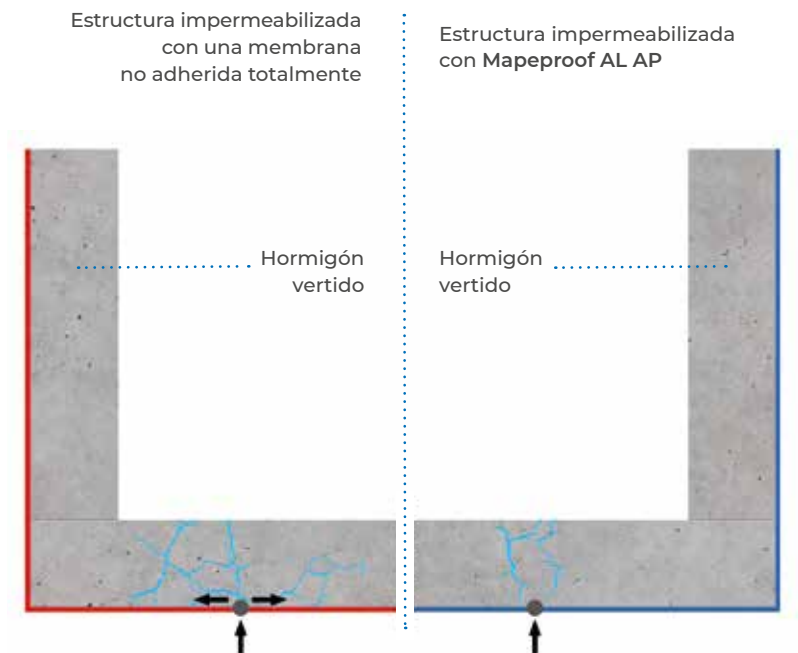 Estructura impermeabilizada
con una membrana
no adherida totalmente
Estructura impermeabilizada
con Mapeproof AL AP
Hormigón
vertido
Hormigón
vertido